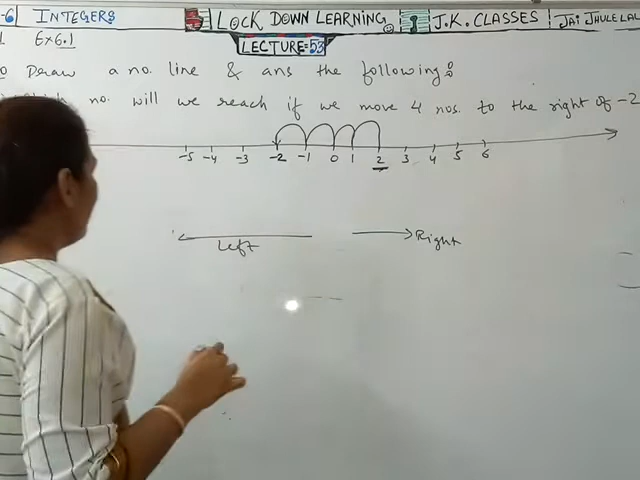 -6 INTEGERS LOCK DOWN LEARNING J.K. CLASSES JAI JHULELAL
Ex 6.1 LECTURE=53
Draw a no. line & ans the following:
no. will we reach if we move 4 nos. to the right of -2
-5 -4 -3 -2 -1 0 1 2 3 4 5 6
Left Right